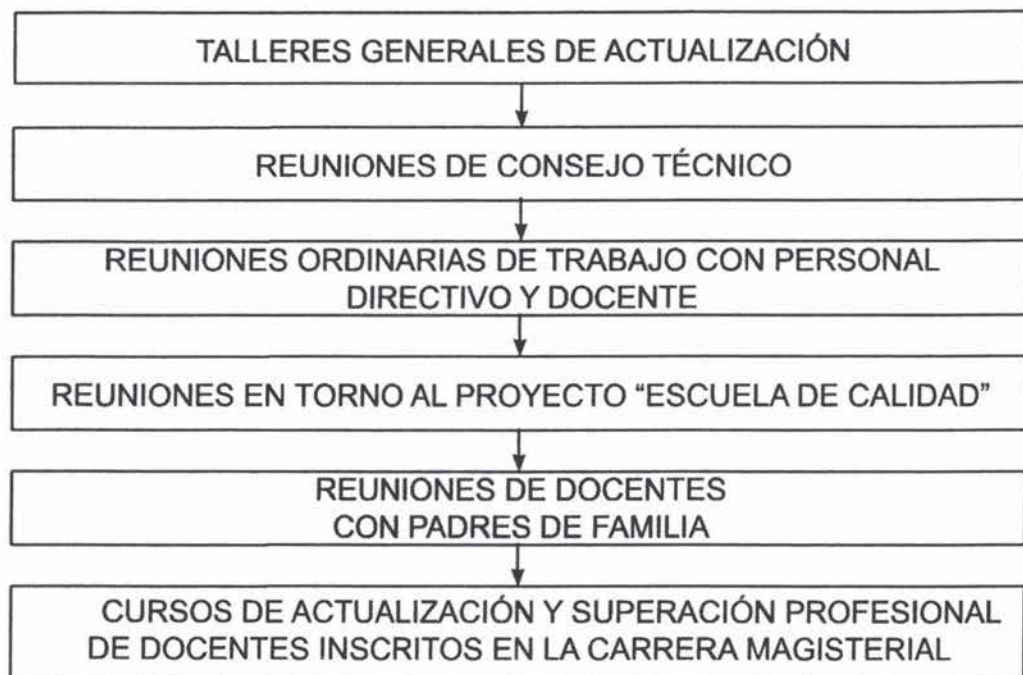 TALLERES GENERALES DE ACTUALIZACIÓN
REUNIONES DE CONSEJO TÉCNICO
REUNIONES ORDINARIAS DE TRABAJO CON PERSONAL
DIRECTIVO Y DOCENTE
REUNIONES EN TORNO AL PROYECTO “ESCUELA DE CALIDAD”
REUNIONES DE DOCENTES
CON PADRES DE FAMILIA
CURSOS DE ACTUALIZACIÓN Y SUPERACIÓN PROFESIONAL
DE DOCENTES INSCRITOS EN LA CARRERA MAGISTERIAL